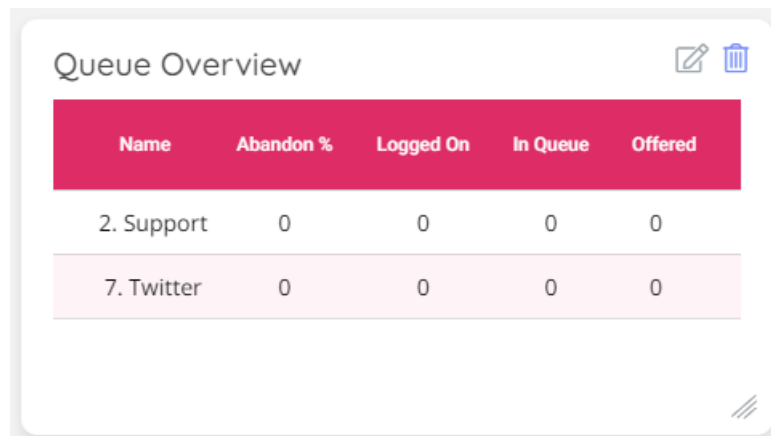 Queue Overview
Name Abandon % Logged On In Queue Offered
2. Support 0 0 0 0
7. Twitter 0 0 0 0